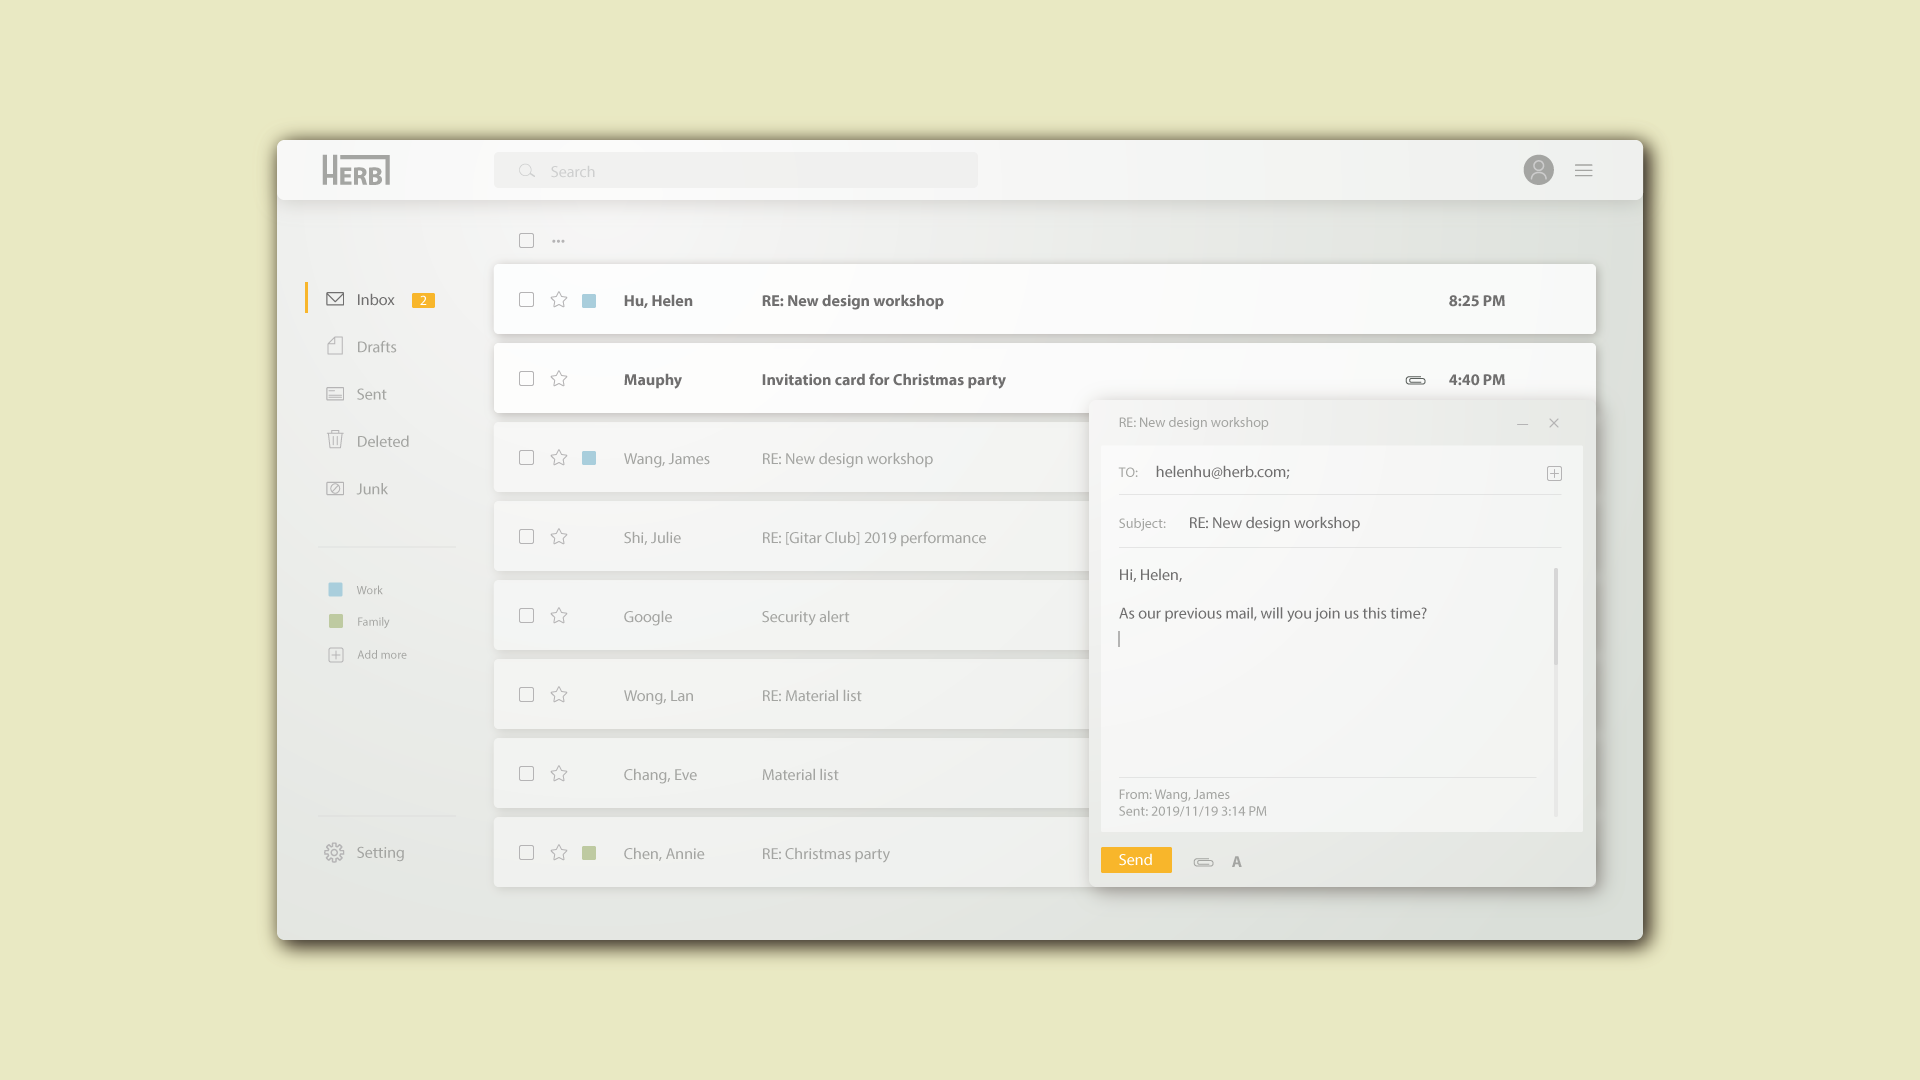 HERB
Search
...
Inbox 2
Drafts
Sent
Deleted
Junk
Work
Family
Add more
Setting
Hu, Helen RE: New design workshop 8:25 PM
Mauphy Invitation card for Christmas party 4:40 PM
Wang, James RE: New design workshop
Shi, Julie RE: [Gitar Club] 2019 performance
Google Security alert
Wong, Lan RE: Material list
Chang, Eve Material list
Chen, Annie RE: Christmas party
RE: New design workshop
TO: helenhu@herb.com;
Subject: RE: New design workshop
Hi, Helen,
As our previous mail, will you join us this time?
From: Wang, James
Sent: 2019/11/19 3:14 PM
Send A